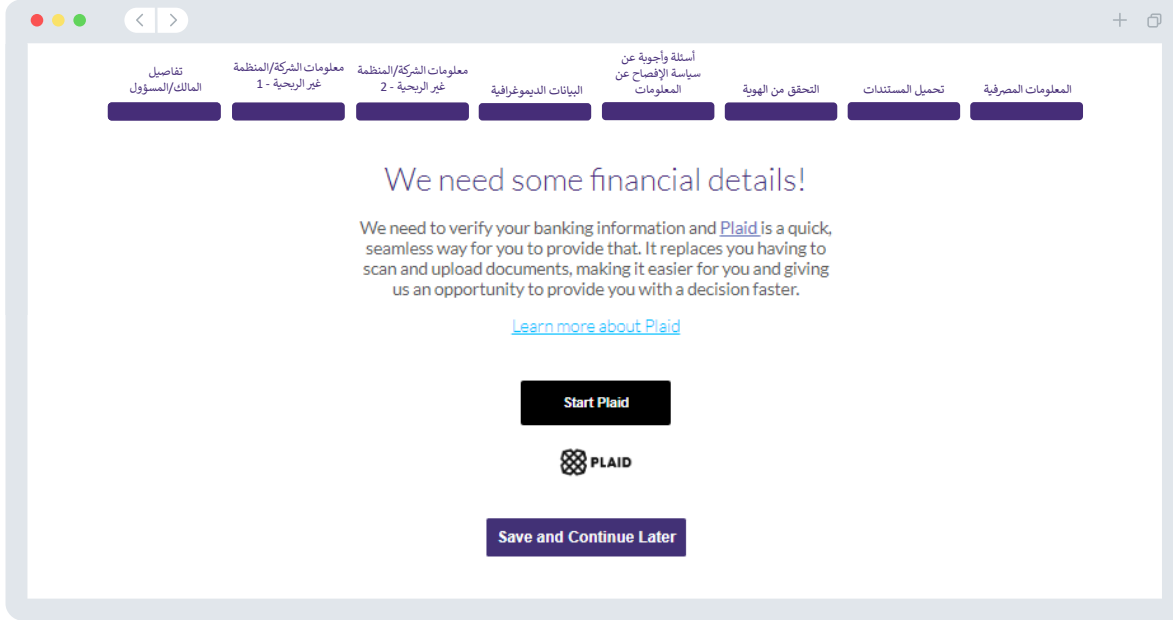 تفاصيل
المالك/المسؤول
معلومات الشركة/المنظمة
غير الربحية - 1
معلومات الشركة/المنظمة
غير الربحية - 2
البيانات الديموغرافية
أسئلة وأجوبة عن
سياسة الإفصاح عن
المعلومات
التحقق من الهوية
تحميل المستندات
المعلومات المصرفية
We need some financial details!
We need to verify your banking information and Plaid is a quick,
seamless way for you to provide that. It replaces you having to
scan and upload documents, making it easier for you and giving
us an opportunity to provide you with a decision faster.
Learn more about Plaid
Start Plaid
PLAID
Save and Continue Later